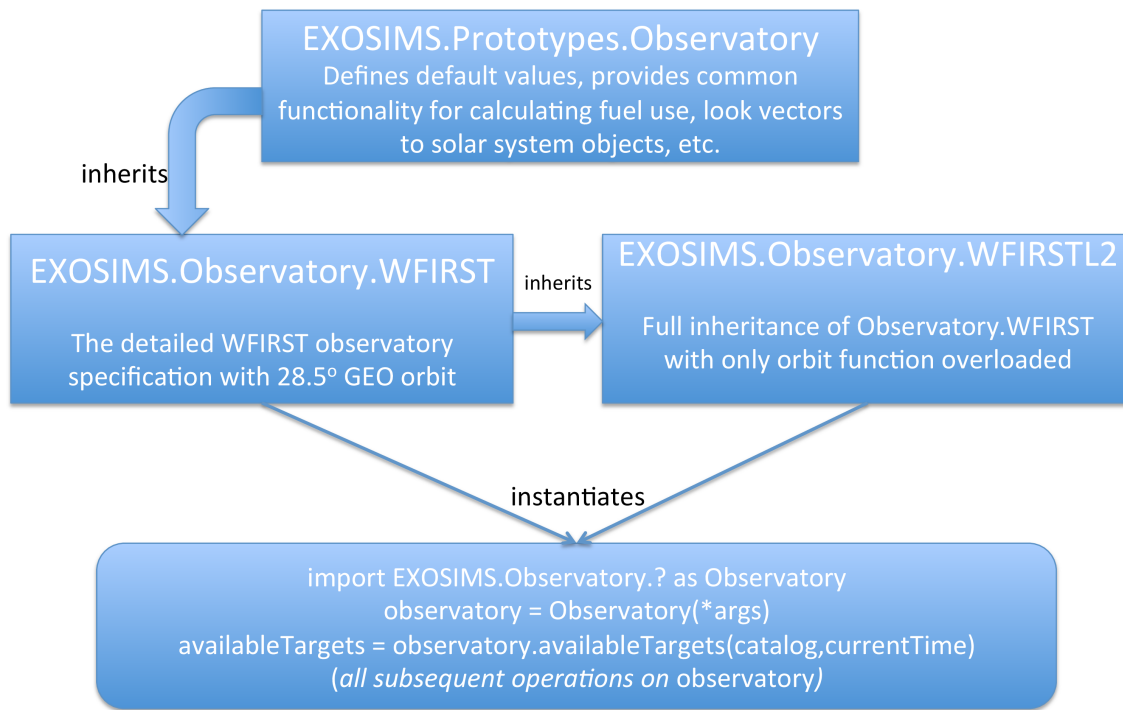 EXOSIMS.Prototypes.Observatory
Defines default values, provides common
functionality for calculating fuel use, look vectors
to solar system objects, etc.
inherits
EXOSIMS.Observatory.WFIRST
The detailed WFIRST observatory
specification with 28.5° GEO orbit
inherits
EXOSIMS.Observatory.WFIRSTL2
Full inheritance of Observatory.WFIRST
with only orbit function overloaded
instantiates
import EXOSIMS.Observatory.? as Observatory
observatory = Observatory(*args)
availableTargets = observatory.availableTargets(catalog,currentTime)
(all subsequent operations on observatory)